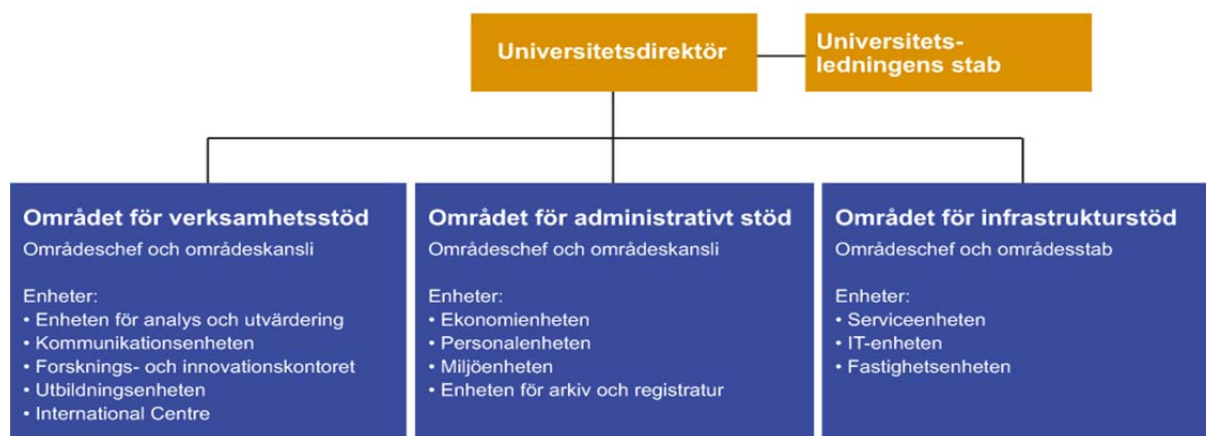 Universitetsdirektör
Universitets-
ledningens stab
Området för verksamhetsstöd
Områdeschef och områdeskansli
Enheter:
• Enheten för analys och utvärdering
• Kommunikationsenheten
• Forsknings- och innovationskontoret
• Utbildningsenheten
• International Centre
Området för administrativt stöd
Områdeschef och områdeskansli
Enheter:
• Ekonomienheten
• Personalenheten
• Miljöenheten
• Enheten för arkiv och registratur
Området för infrastrukturstöd
Områdeschef och områdesstab
Enheter:
• Serviceenheten
• IT-enheten
• Fastighetsenheten